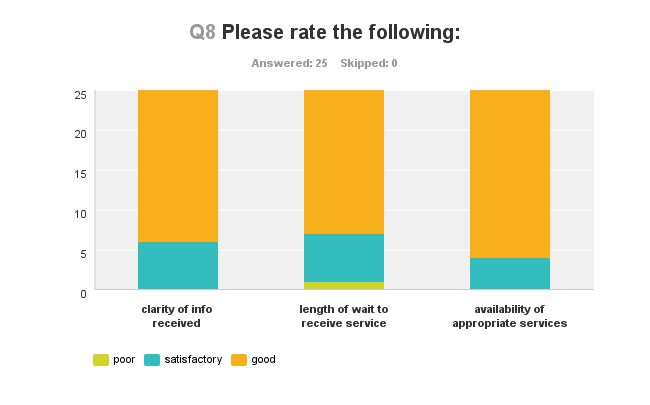 Q8 Please rate the following:
Answered: 25 Skipped: 0
25
20
15
10
5
0
clarity of info
received
length of wait to
receive service
availability of
appropriate services
poor satisfactory good